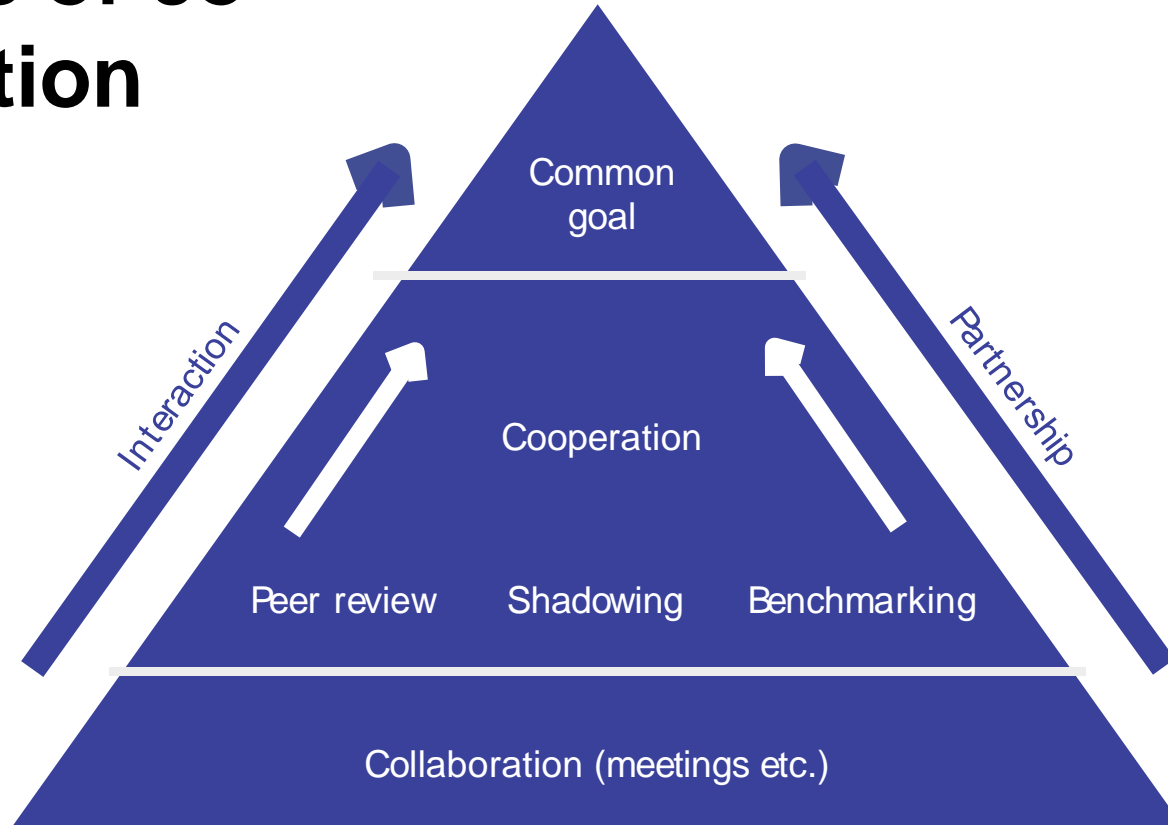 tion
Common
goal
Interaction
Partnership
Cooperation
Peer review Shadowing Benchmarking
Collaboration (meetings etc.)